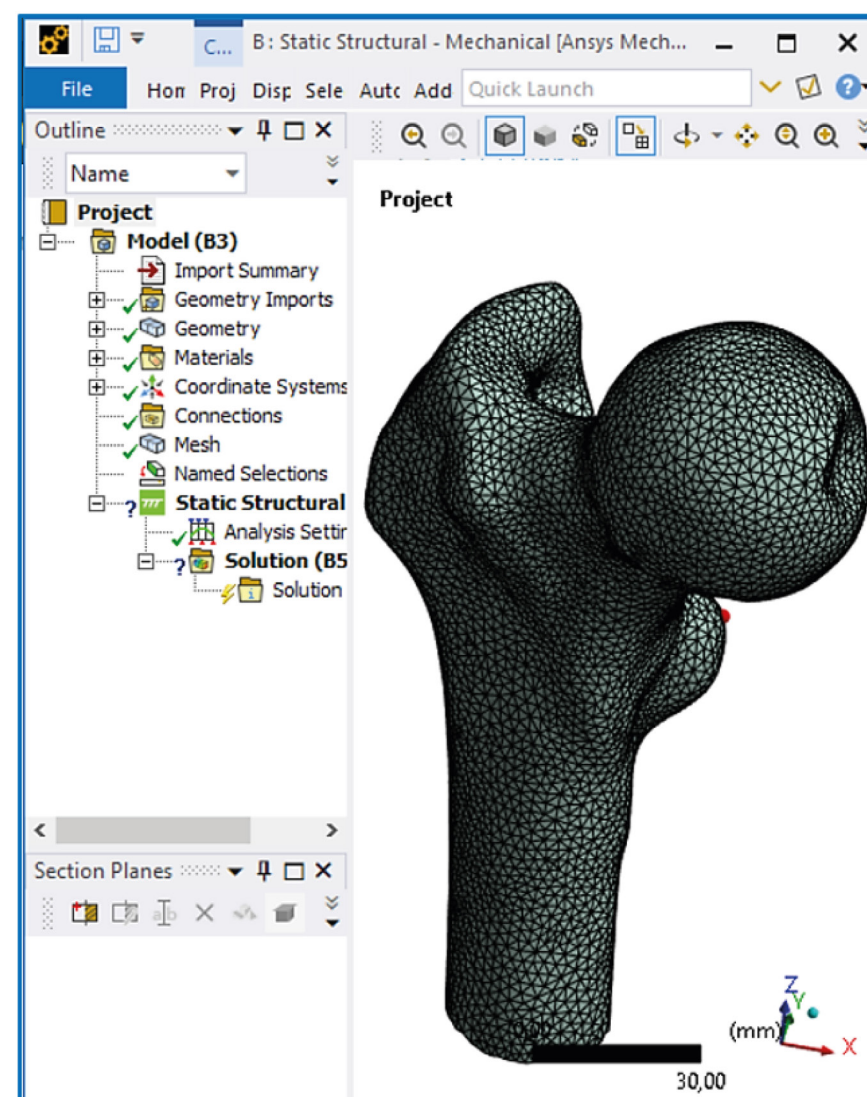 C... B : Static Structural - Mechanical [Ansys Mech...
File Hon Proj Disp Sele Autc Add Quick Launch
Outline
Name
Project
Model (B3)
Import Summary
Geometry Imports
Geometry
Materials
Coordinate Systems
Connections
Mesh
Named Selections
Static Structural
Analysis Settir
Solution (B5
Solution
Section Planes
Project
0,00
(mm)
30,00
Z
Y
X